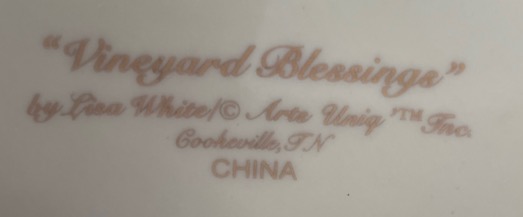 "Vineyard Blessings"
by Lisa White/© Arte Uniq'™ Inc.
Cookeville, TN
CHINA